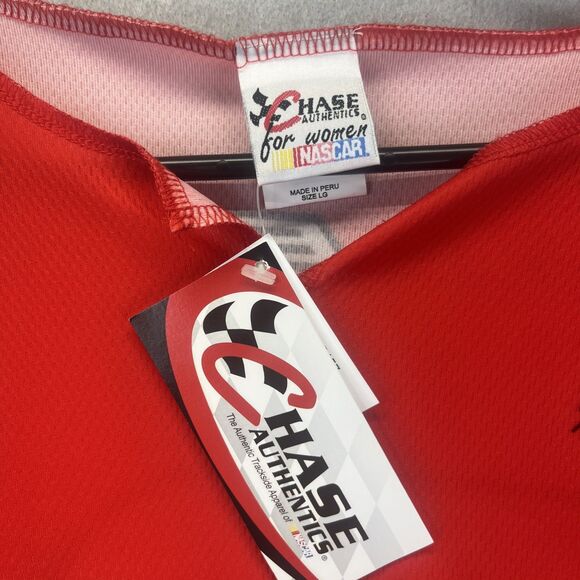 CHASE
AUTHENTICS®
for women
NASCAR
MADE IN PERU
SIZE LG
CHASE
AUTHENTICS®
The Authentic Trackside Apparel of NASCAR